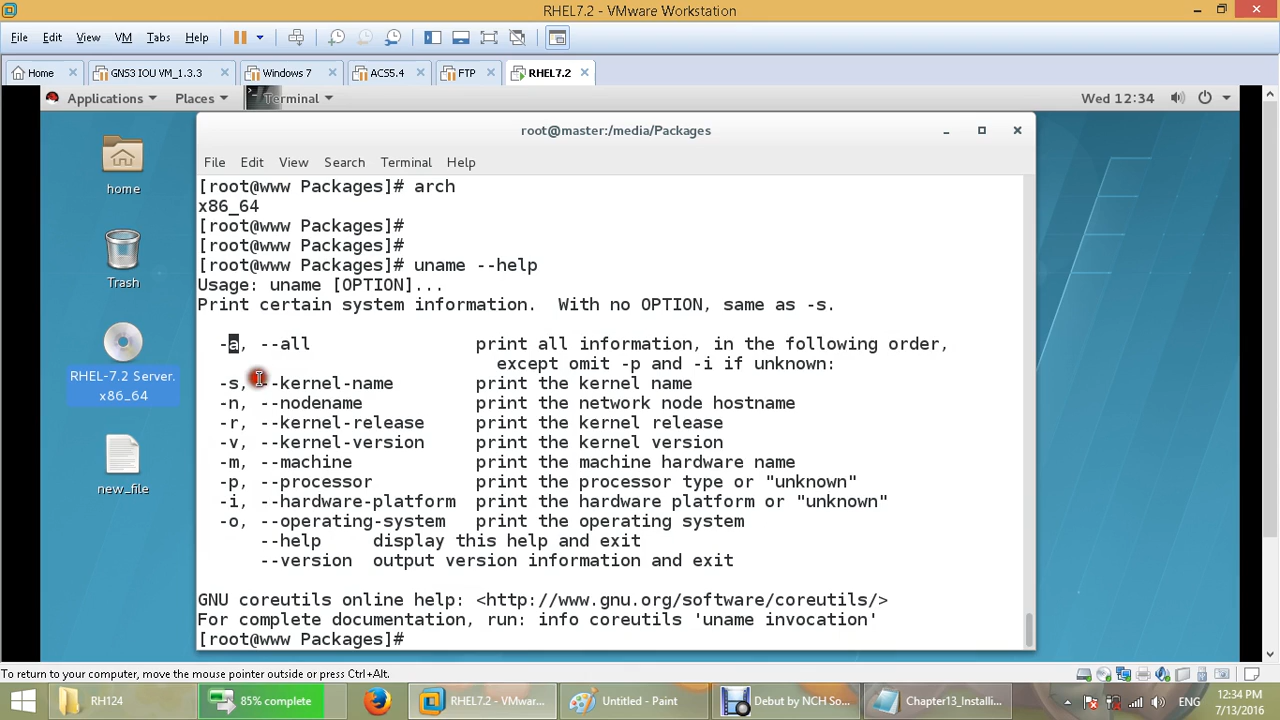 RHEL7.2 - VMware Workstation
File Edit View VM Tabs Help
Home GNS3 IOU VM_1.3.3 Windows 7 ACS5.4 FTP RHEL7.2
Applications Places Terminal Wed 12:34
root@master:/media/Packages
File Edit View Search Terminal Help
home
Trash
RHEL-7.2 Server.
x86_64
new_file
[root@www Packages]# arch
x86_64
[root@www Packages]#
[root@www Packages]#
[root@www Packages]# uname --help
Usage: uname [OPTION]...
Print certain system information.  With no OPTION, same as -s.
-a, --all print all information, in the following order,
except omit -p and -i if unknown:
-s, --kernel-name print the kernel name
-n, --nodename print the network node hostname
-r, --kernel-release print the kernel release
-v, --kernel-version print the kernel version
-m, --machine print the machine hardware name
-p, --processor print the processor type or "unknown"
-i, --hardware-platform print the hardware platform or "unknown"
-o, --operating-system print the operating system
--help display this help and exit
--version output version information and exit
GNU coreutils online help: <http://www.gnu.org/software/coreutils/>
For complete documentation, run: info coreutils 'uname invocation'
[root@www Packages]#
To return to your computer, move the mouse pointer outside or press Ctrl+Alt.
RH124 85% complete RHEL7.2 - VMwar... Untitled - Paint Debut by NCH So... Chapter13_Installi... ENG 12:34 PM
7/13/2016